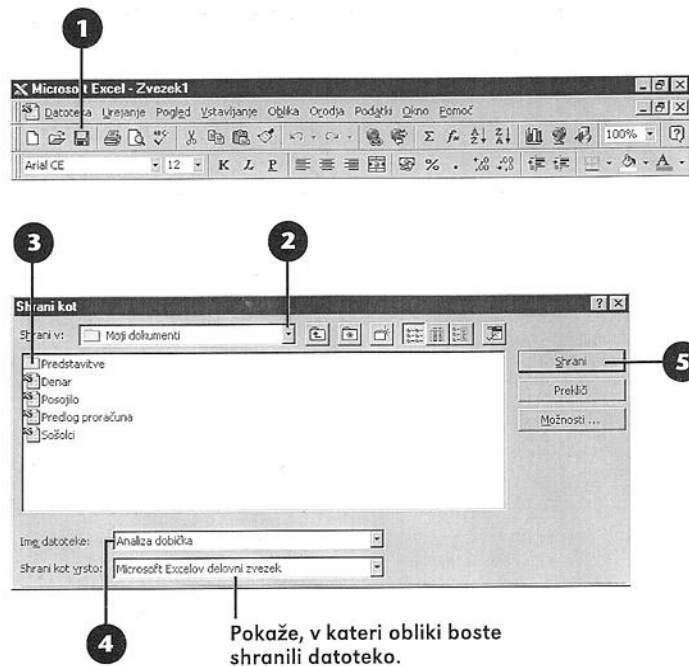 1
Microsoft Excel - Zvezek1
Datoteka Urejanje Pogled Vstavljanje Oblika Orodja Podatki Okno Pomoč
100%
Arial CE 12 K L P
3 2
Shrani kot
Shrani v: Moji dokumenti
Predstavitve
Denar
Posojilo
Predlog proračuna
Sošolci
Shrani
5
Prekliči
Možnosti ...
Ime datoteke: Analiza dobička
Shrani kot vrsto: Microsoft Excelov delovni zvezek
4
Pokaže, v kateri obliki boste
shranili datoteko.